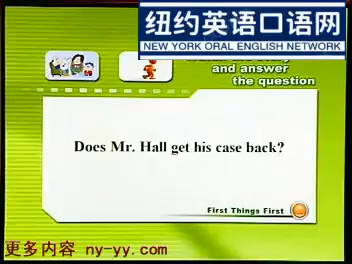 纽约英语口语网
NEW YORK ORAL ENGLISH NETWORK
and answer
the question
Does Mr. Hall get his case back?
First Things First
更多内容 ny-yy.com